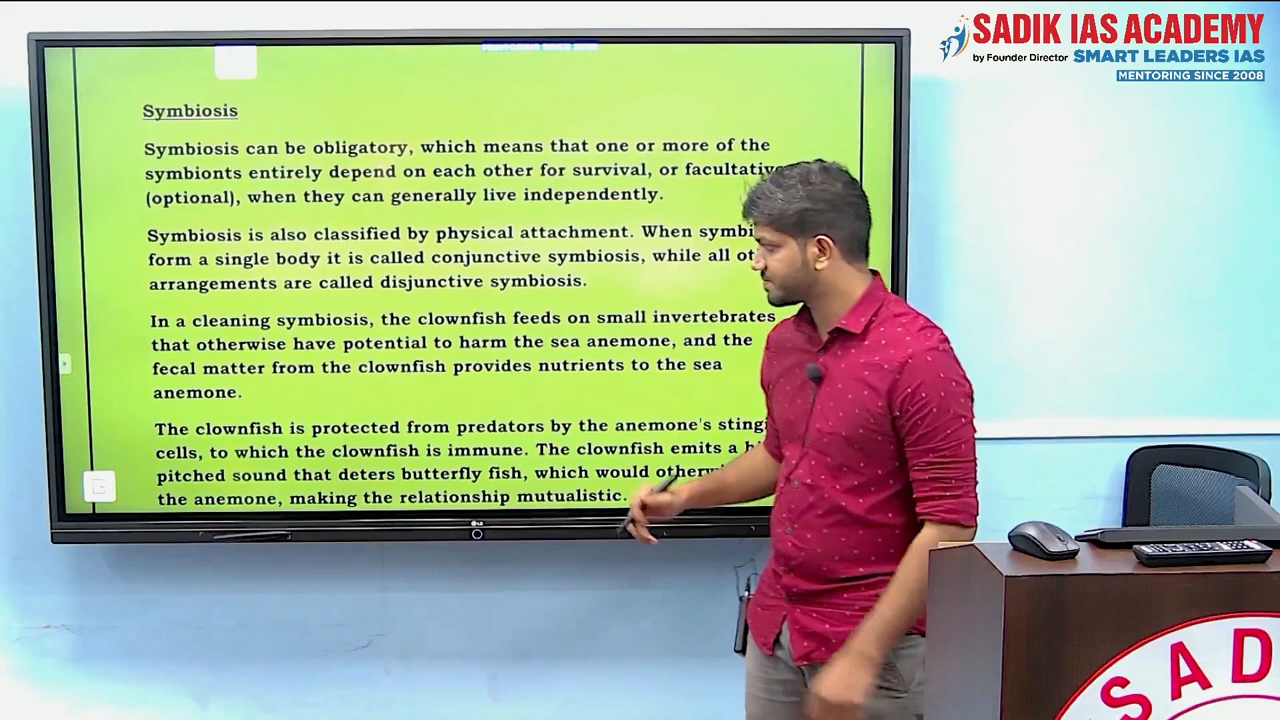 SADIK IAS ACADEMY
by Founder Director SMART LEADERS IAS
MENTORING SINCE 2008
MENTORING SINCE 2008
Symbiosis
Symbiosis can be obligatory, which means that one or more of the
symbionts entirely depend on each other for survival, or facultative
(optional), when they can generally live independently.
Symbiosis is also classified by physical attachment. When
form a single body it is called conjunctive symbiosis, while all
arrangements are called disjunctive symbiosis.
In a cleaning symbiosis, the clownfish feeds on small invertebrates
that otherwise have potential to harm the sea anemone, and the
fecal matter from the clownfish provides nutrients to the sea
anemone.
The clownfish is protected from predators by the anemone's
cells, to which the clownfish is immune. The clownfish emits a
pitched sound that deters butterfly fish, which would
the anemone, making the relationship mutualistic.
LG
SAD